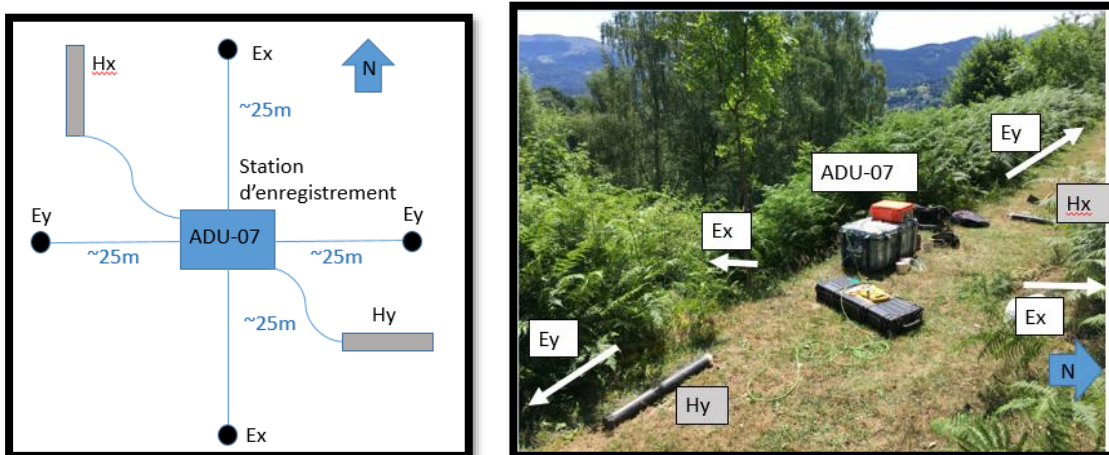 Hx
Ex
N
~25m
Station
d'enregistrement
Ey
ADU-07
Ey
~25m
~25m
~25m
Hy
Ex
Ey
ADU-07
Hx
Ex
Ex
Ey
N
Hy